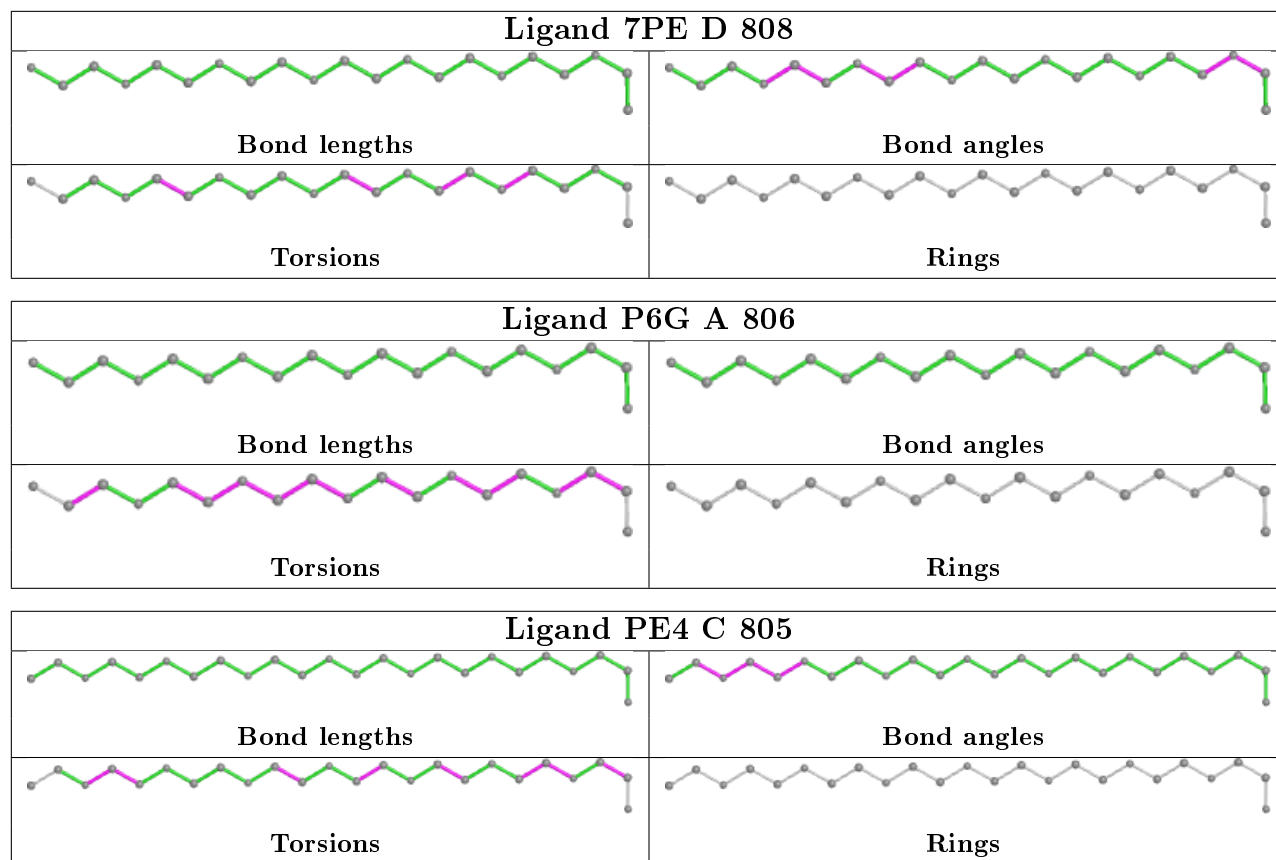 Ligand 7PE D 808
Bond lengths
Bond angles
Torsions
Rings
Ligand P6G A 806
Bond lengths
Bond angles
Torsions
Rings
Ligand PE4 C 805
Bond lengths
Bond angles
Torsions
Rings